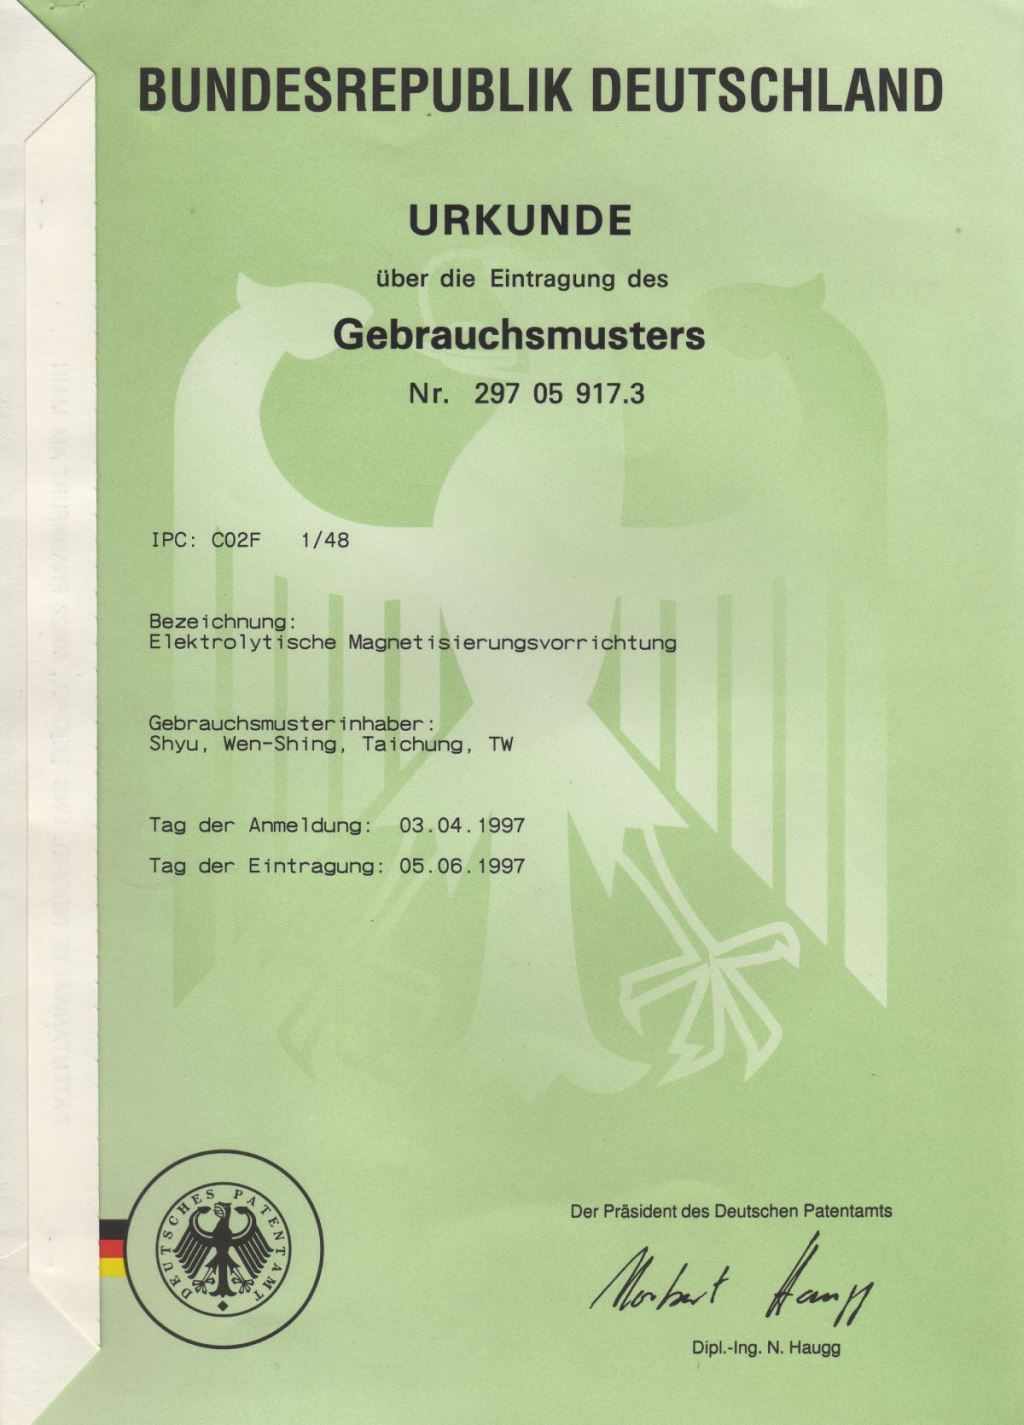 BUNDESREPUBLIK DEUTSCHLAND
URKUNDE
über die Eintragung des
Gebrauchsmusters
Nr. 297 05 917.3
IPC: C02F 1/48
Bezeichnung:
Elektrolytische Magnetisierungsvorrichtung
Gebrauchsmusterinhaber:
Shyu, Wen-Shing, Taichung, TW
Tag der Anmeldung: 03.04.1997
Tag der Eintragung: 05.06.1997
DEUTSCHES PATENTAMT
Der Präsident des Deutschen Patentamts
Norbert Haugg
Dipl.-Ing. N. Haugg